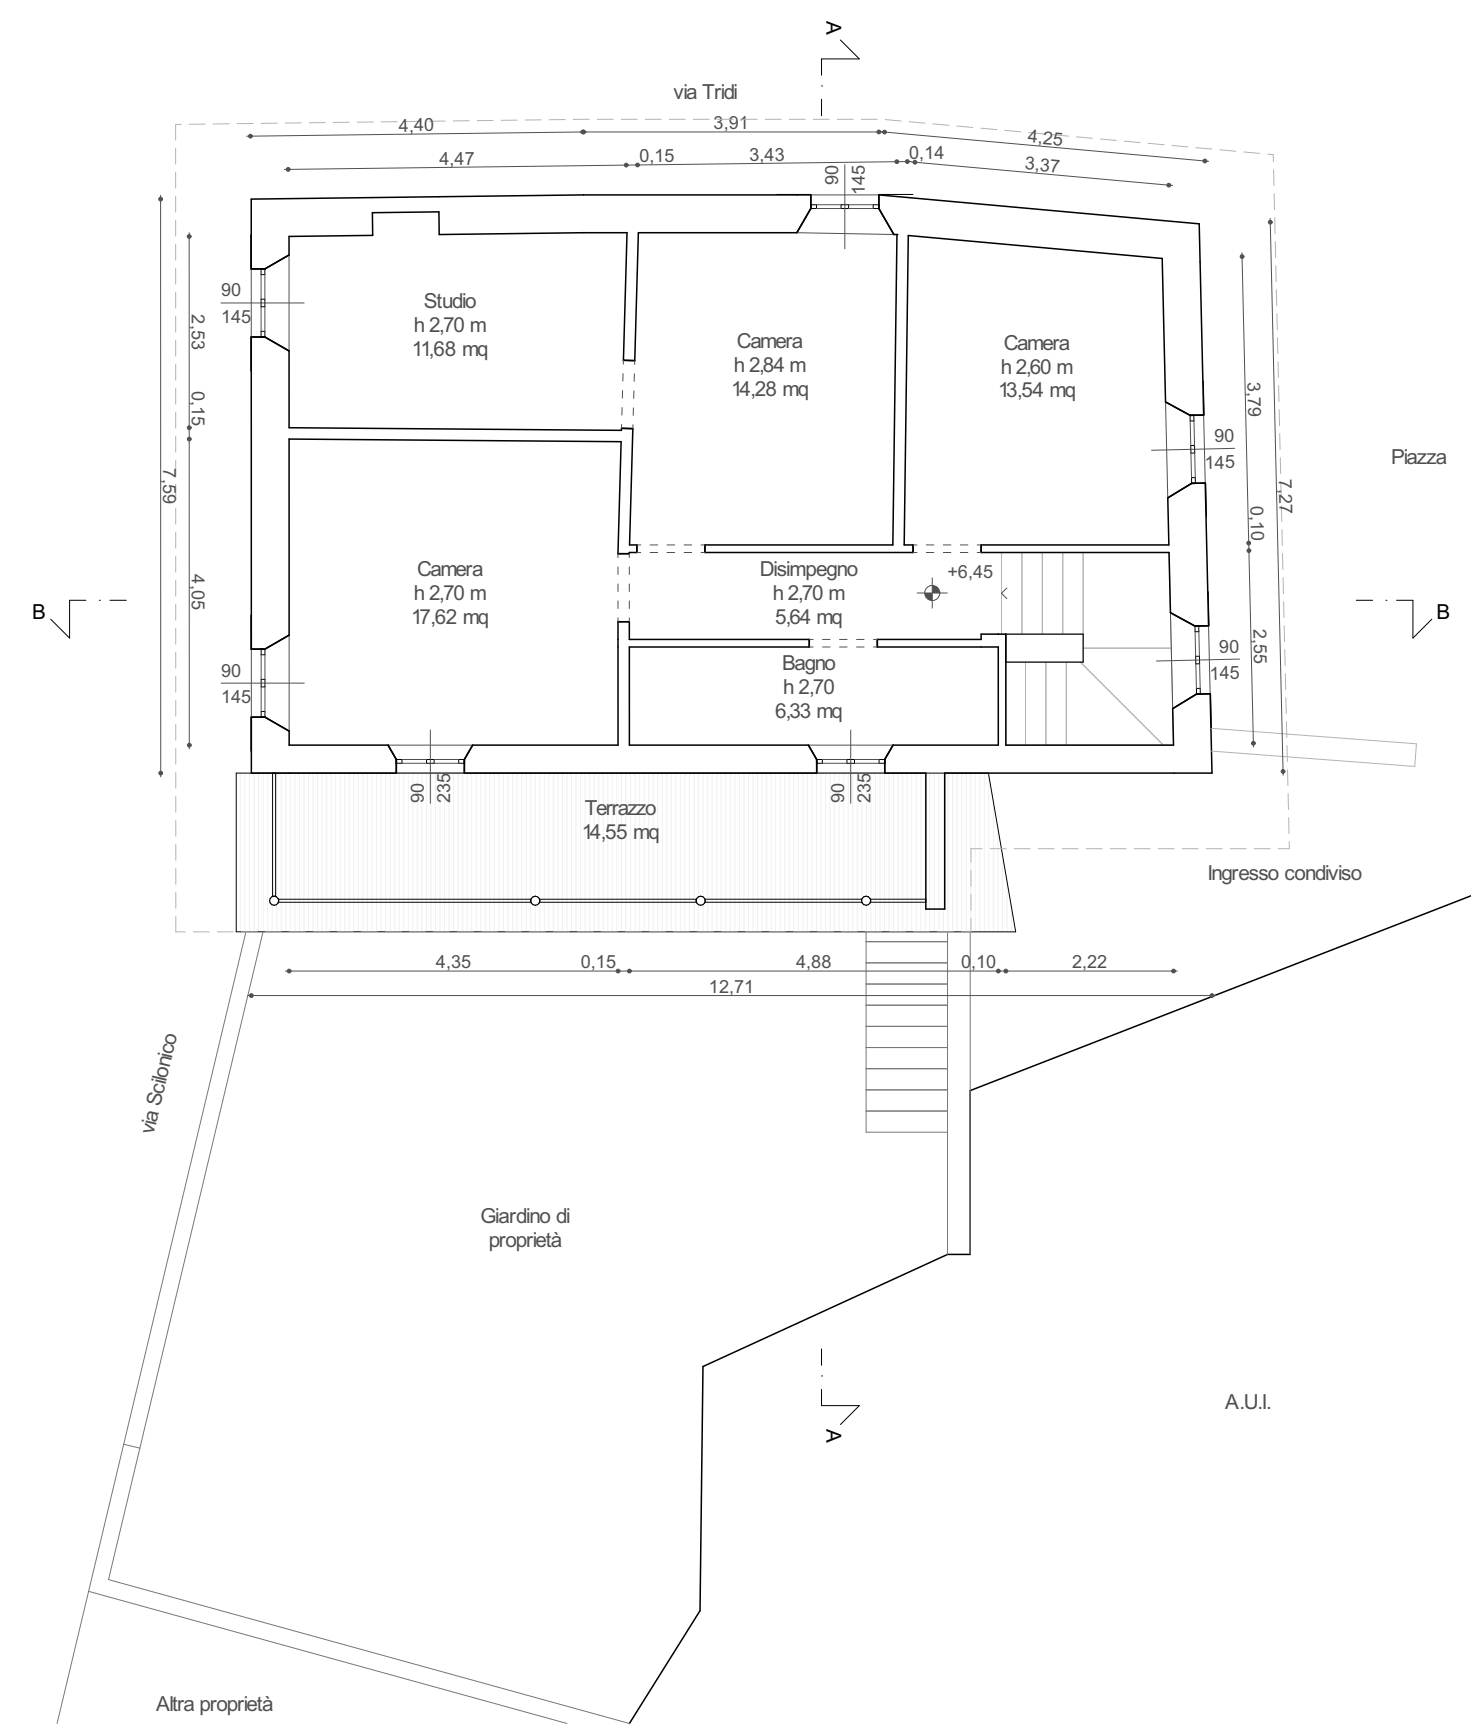 A
via Tridi
4,40
3,91
4,25
4,47
0,15
3,43
0,14
3,37
90
145
90
145
Studio
h 2,70 m
11,68 mq
Camera
h 2,84 m
14,28 mq
Camera
h 2,60 m
13,54 mq
2,53
0,15
4,05
7,59
3,79
0,10
2,55
7,27
90
145
Piazza
Camera
h 2,70 m
17,62 mq
Disimpegno
h 2,70 m
5,64 mq
+6,45
B
B
90
145
Bagno
h 2,70
6,33 mq
90
145
90
235
90
235
Terrazzo
14,55 mq
Ingresso condiviso
4,35
0,15
4,88
0,10
2,22
12,71
via Scilonico
Giardino di
proprietà
A
A.U.I.
Altra proprietà